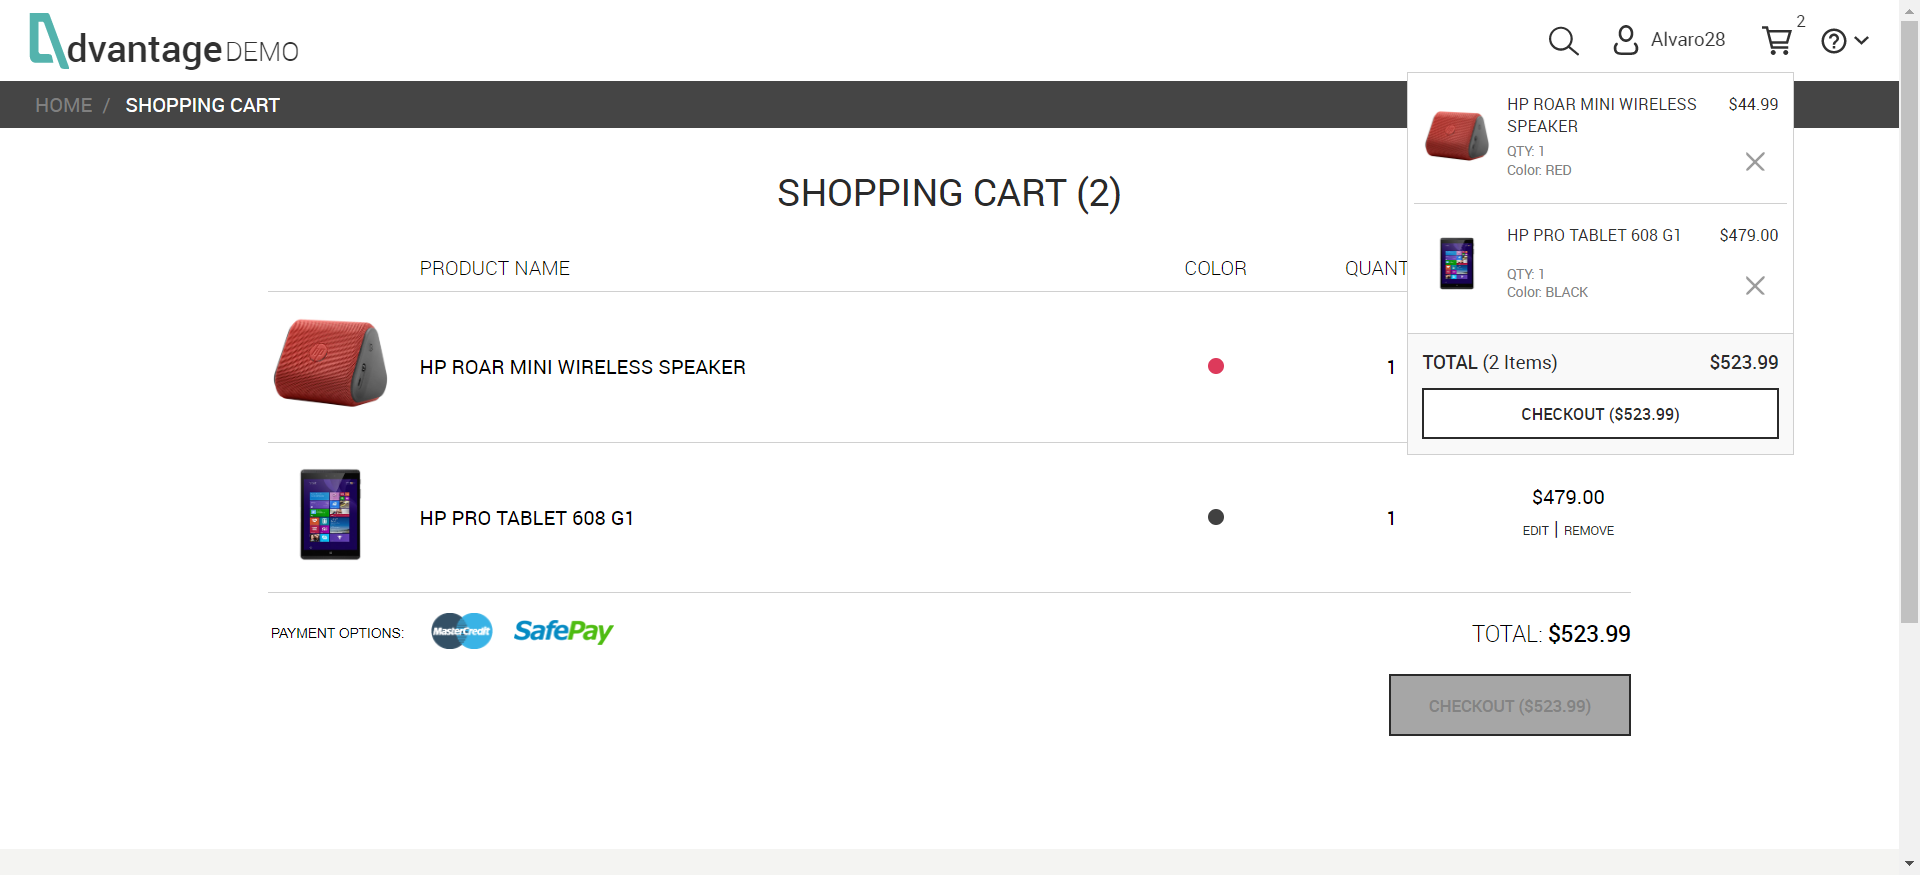 dvantage DEMO
Alvaro28
2
HOME / SHOPPING CART
HP ROAR MINI WIRELESS
SPEAKER
$44.99
QTY: 1
Color: RED
HP PRO TABLET 608 G1
$479.00
QTY: 1
Color: BLACK
TOTAL (2 Items)
$523.99
CHECKOUT ($523.99)
SHOPPING CART (2)
PRODUCT NAME
COLOR
QUANT
HP ROAR MINI WIRELESS SPEAKER
1
HP PRO TABLET 608 G1
1
$479.00
EDIT | REMOVE
PAYMENT OPTIONS:
MasterCredit
SafePay
TOTAL: $523.99
CHECKOUT ($523.99)